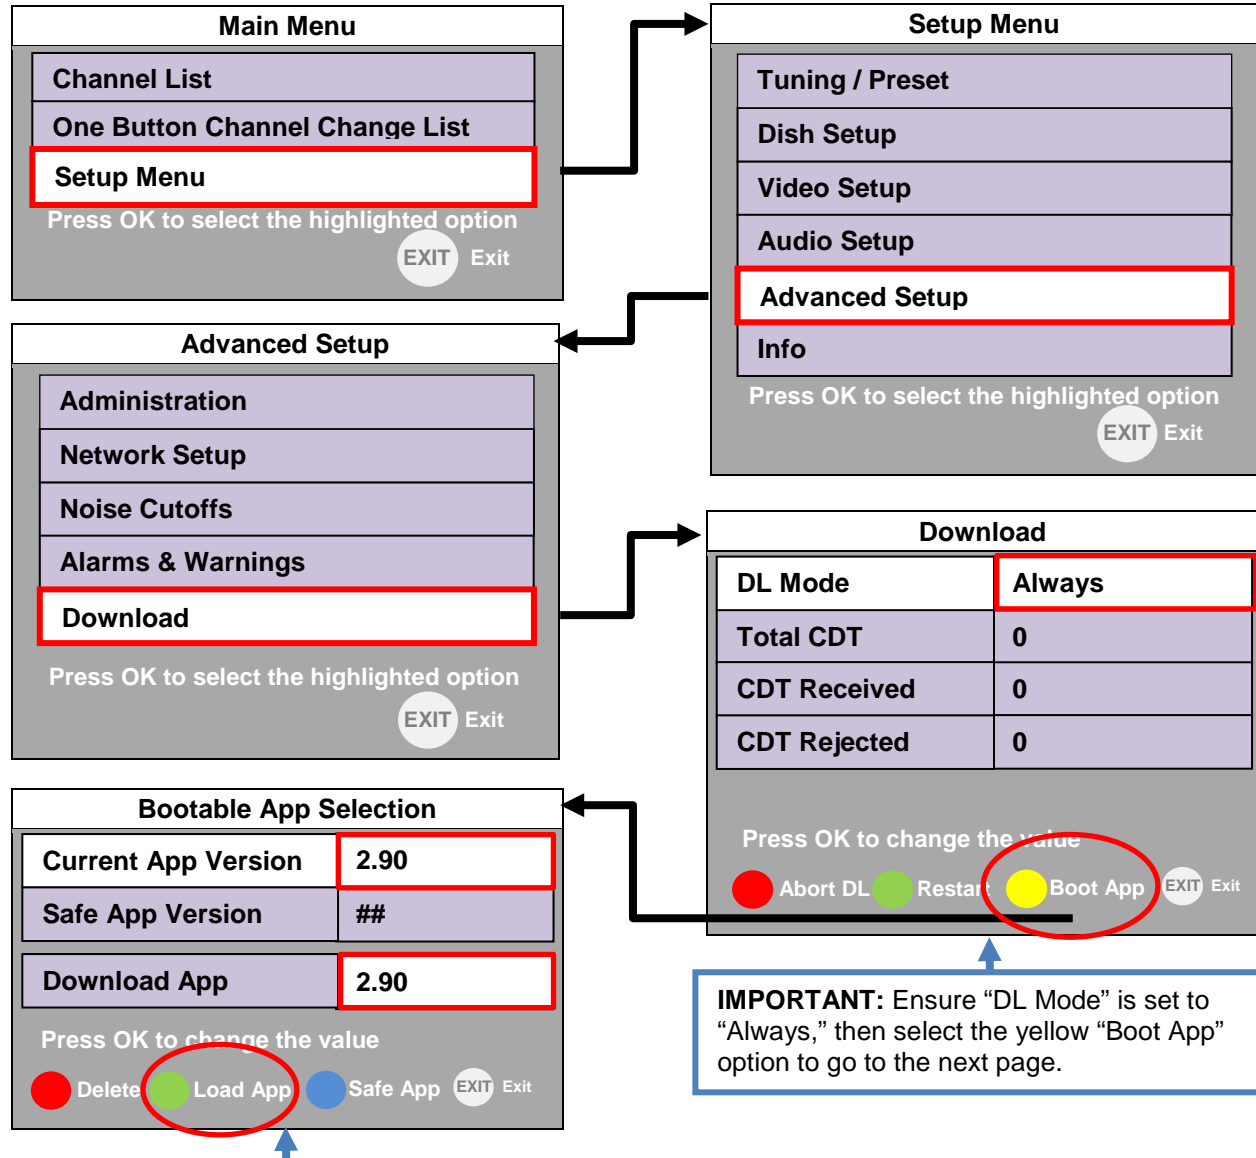 Main Menu
Channel List
One Button Channel Change List
Setup Menu
Press OK to select the highlighted option
EXIT Exit
Setup Menu
Tuning / Preset
Dish Setup
Video Setup
Audio Setup
Advanced Setup
Info
Press OK to select the highlighted option
EXIT Exit
Advanced Setup
Administration
Network Setup
Noise Cutoffs
Alarms & Warnings
Download
Press OK to select the highlighted option
EXIT Exit
Download
DL Mode Always
Total CDT 0
CDT Received 0
CDT Rejected 0
Press OK to change the value
Abort DL Restart Boot App EXIT Exit
IMPORTANT: Ensure “DL Mode” is set to
“Always,” then select the yellow “Boot App”
option to go to the next page.
Bootable App Selection
Current App Version 2.90
Safe App Version ##
Download App 2.90
Press OK to change the value
Delete Load App Safe App EXIT Exit